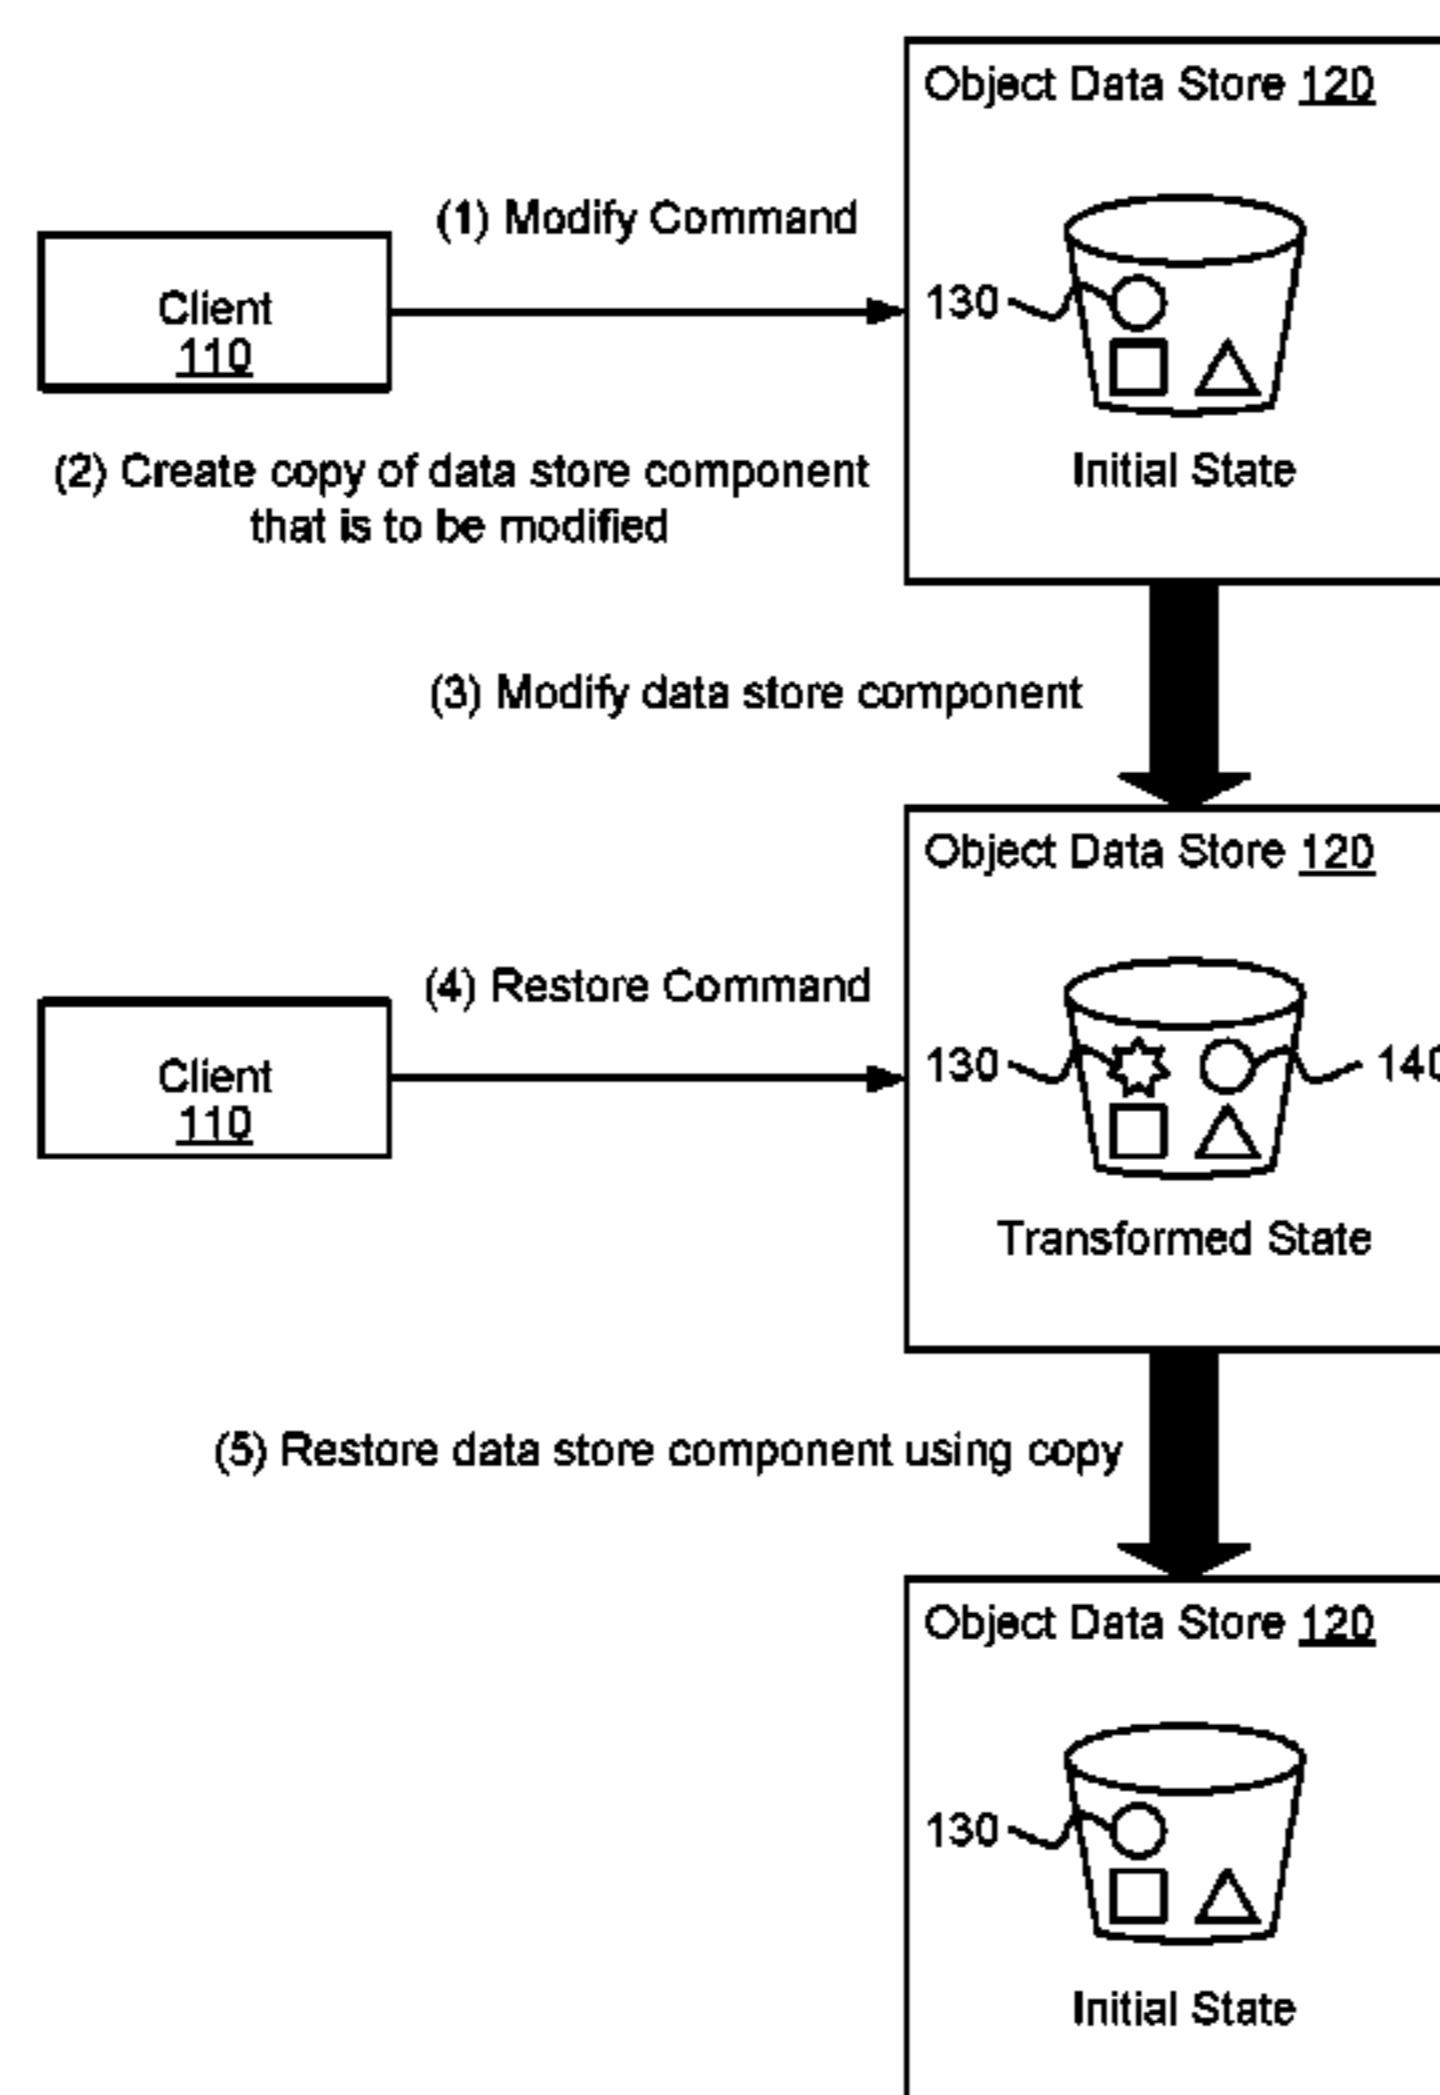 Object Data Store 120
(1) Modify Command
Client
110
130
(2) Create copy of data store component
that is to be modified
Initial State
(3) Modify data store component
Object Data Store 120
(4) Restore Command
Client
110
130
140
Transformed State
(5) Restore data store component using copy
Object Data Store 120
130
Initial State